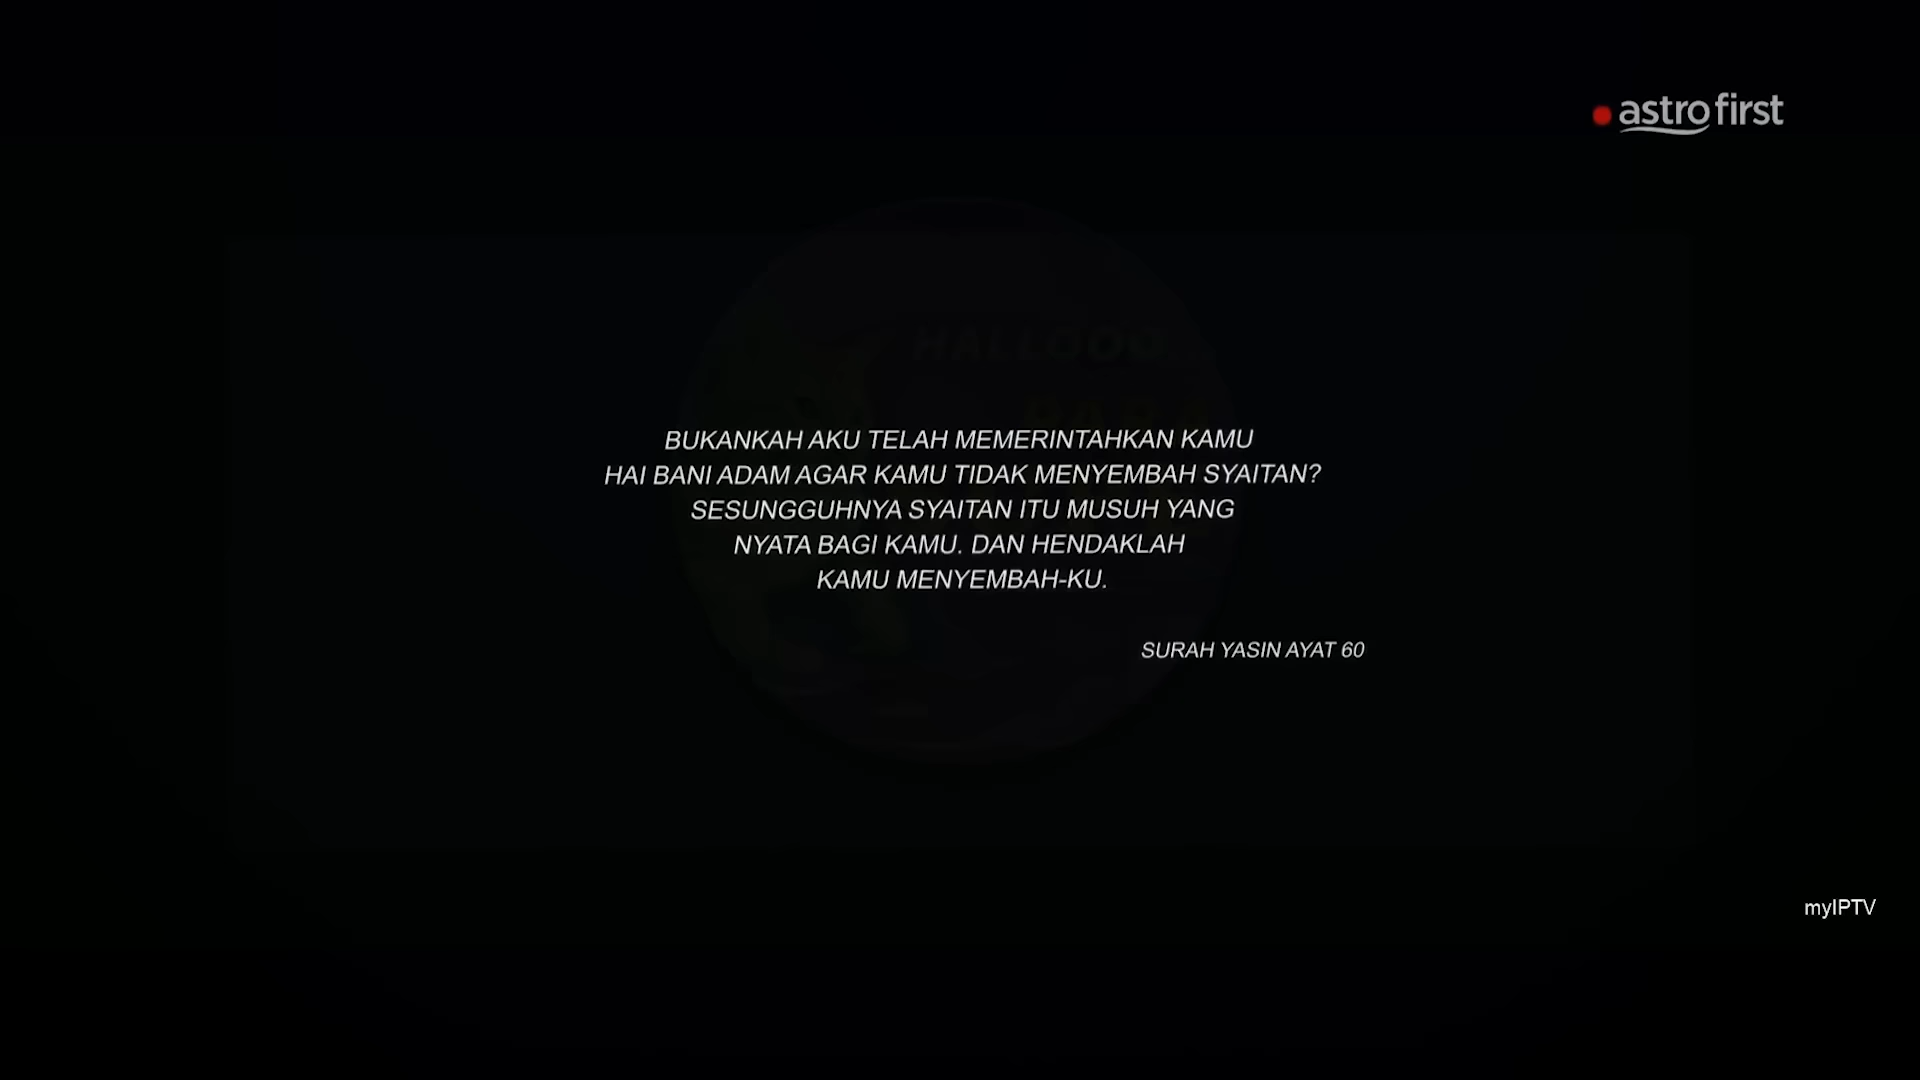 astro first
BUKANKAH AKU TELAH MEMERINTAHKAN KAMU
HAI BANI ADAM AGAR KAMU TIDAK MENYEMBAH SYAITAN?
SESUNGGUHNYA SYAITAN ITU MUSUH YANG
NYATA BAGI KAMU. DAN HENDAKLAH
KAMU MENYEMBAH-KU.
SURAH YASIN AYAT 60
myIPTV